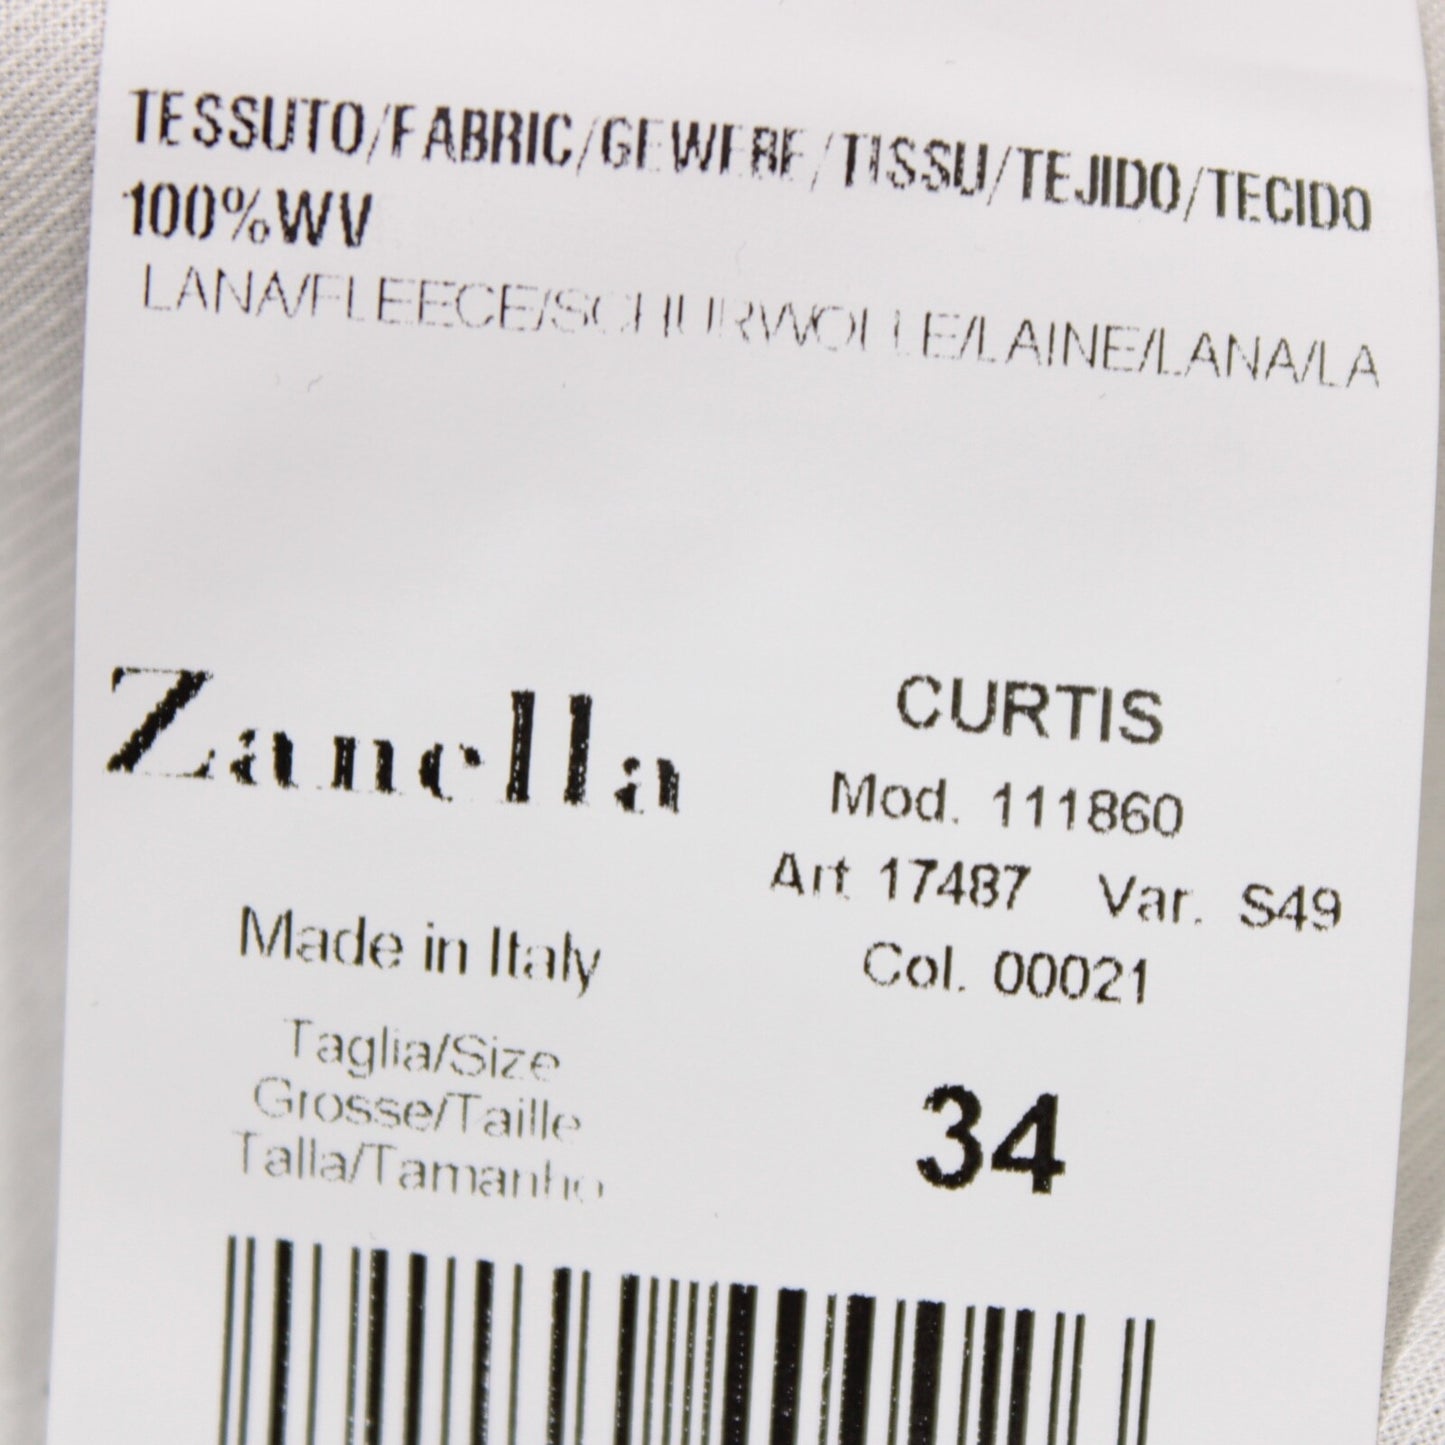 TESSUTO/FABRIC/GEWEBE/TISSU/TEJIDO/TECIDO
100%WV
LANA/FLEECE/SCHURWOLLE/LAINE/LANA/LA
Zanella
CURTIS
Mod. 111860
Art 17487 Var. S49
Col. 00021
Made in Italy
Taglia/Size
Grosse/Taille
Talla/Tamanho
34